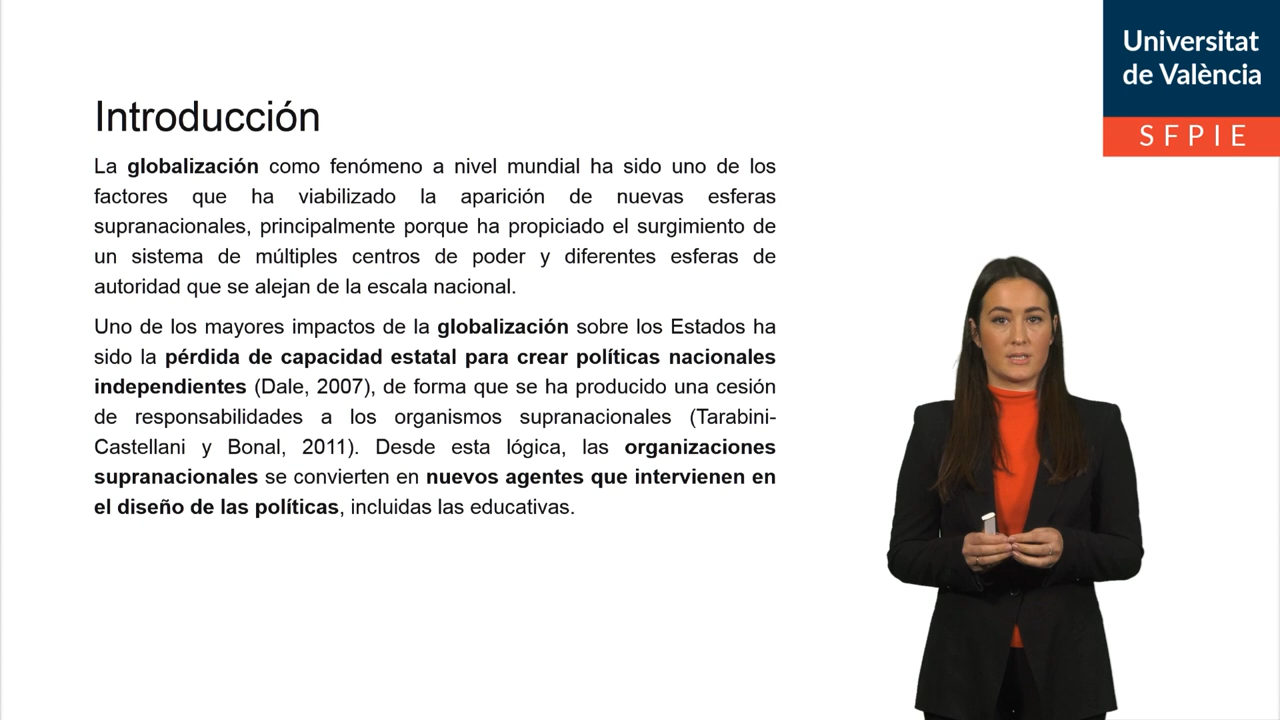 Universitat
de València
SFPIE
Introducción
La globalización como fenómeno a nivel mundial ha sido uno de los
factores que ha viabilizado la aparición de nuevas esferas
supranacionales, principalmente porque ha propiciado el surgimiento de
un sistema de múltiples centros de poder y diferentes esferas de
autoridad que se alejan de la escala nacional.
Uno de los mayores impactos de la globalización sobre los Estados ha
sido la pérdida de capacidad estatal para crear políticas nacionales
independientes (Dale, 2007), de forma que se ha producido una cesión
de responsabilidades a los organismos supranacionales (Tarabini-
Castellani y Bonal, 2011). Desde esta lógica, las organizaciones
supranacionales se convierten en nuevos agentes que intervienen en
el diseño de las políticas, incluidas las educativas.